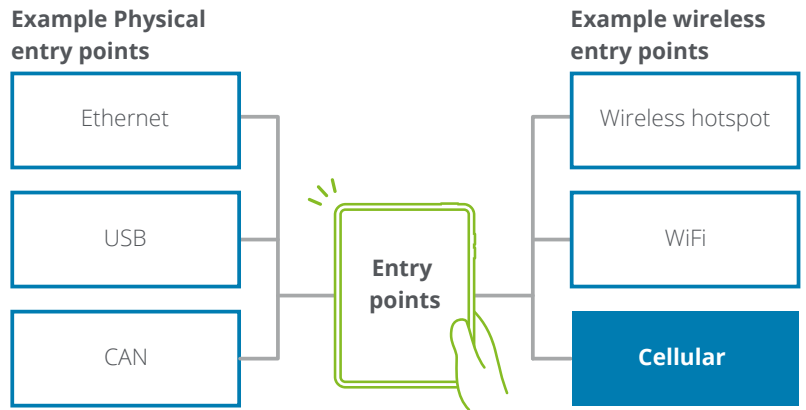 Example Physical
entry points
Example wireless
entry points
Ethernet
Wireless hotspot
USB
WiFi
Entry
points
CAN
Cellular